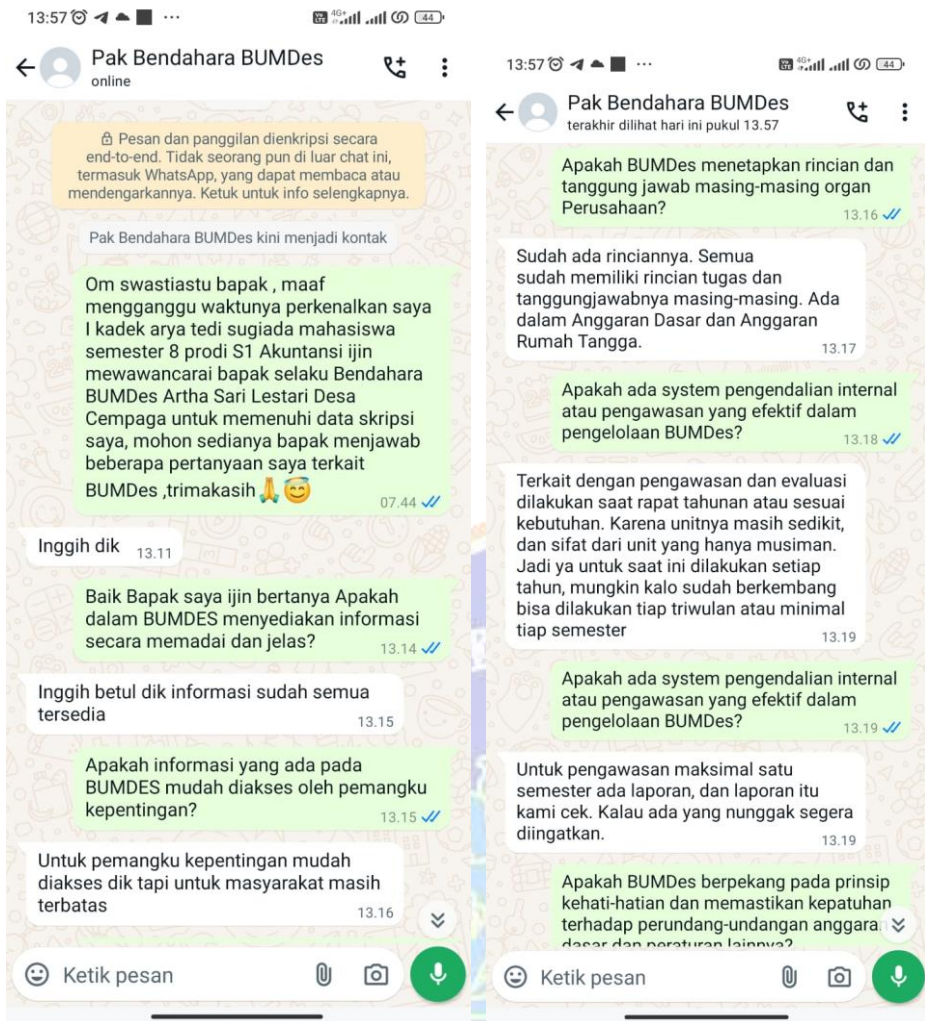 13:57
4G+
44
Pak Bendahara BUMDes
online
Pesan dan panggilan dienkripsi secara
end-to-end. Tidak seorang pun di luar chat ini,
termasuk WhatsApp, yang dapat membaca atau
mendengarkannya. Ketuk untuk info selengkapnya.
Pak Bendahara BUMDes kini menjadi kontak
Om swastiastu bapak , maaf
mengganggu waktunya perkenalkan saya
I kadek arya tedi sugiada mahasiswa
semester 8 prodi S1 Akuntansi ijin
mewawancarai bapak selaku Bendahara
BUMDes Artha Sari Lestari Desa
Cempaga untuk memenuhi data skripsi
saya, mohon sedianya bapak menjawab
beberapa pertanyaan saya terkait
BUMDes ,trimakasih 🙏😇
07.44
Inggih dik
13.11
Baik Bapak saya ijin bertanya Apakah
dalam BUMDES menyediakan informasi
secara memadai dan jelas?
13.14
Inggih betul dik informasi sudah semua
tersedia
13.15
Apakah informasi yang ada pada
BUMDES mudah diakses oleh pemangku
kepentingan?
13.15
Untuk pemangku kepentingan mudah
diakses dik tapi untuk masyarakat masih
terbatas
13.16
Ketik pesan
13:57
4G+
44
Pak Bendahara BUMDes
terakhir dilihat hari ini pukul 13.57
Apakah BUMDes menetapkan rincian dan
tanggung jawab masing-masing organ
Perusahaan?
13.16
Sudah ada rinciannya. Semua
sudah memiliki rincian tugas dan
tanggungjawabnya masing-masing. Ada
dalam Anggaran Dasar dan Anggaran
Rumah Tangga.
13.17
Apakah ada system pengendalian internal
atau pengawasan yang efektif dalam
pengelolaan BUMDes?
13.18
Terkait dengan pengawasan dan evaluasi
dilakukan saat rapat tahunan atau sesuai
kebutuhan. Karena unitnya masih sedikit,
dan sifat dari unit yang hanya musiman.
Jadi ya untuk saat ini dilakukan setiap
tahun, mungkin kalo sudah berkembang
bisa dilakukan tiap triwulan atau minimal
tiap semester
13.19
Apakah ada system pengendalian internal
atau pengawasan yang efektif dalam
pengelolaan BUMDes?
13.19
Untuk pengawasan maksimal satu
semester ada laporan, dan laporan itu
kami cek. Kalau ada yang nunggak segera
diingatkan.
13.19
Apakah BUMDes berpekang pada prinsip
kehati-hatian dan memastikan kepatuhan
terhadap perundang-undangan anggaran
dasar dan peraturan lainnya?
Ketik pesan